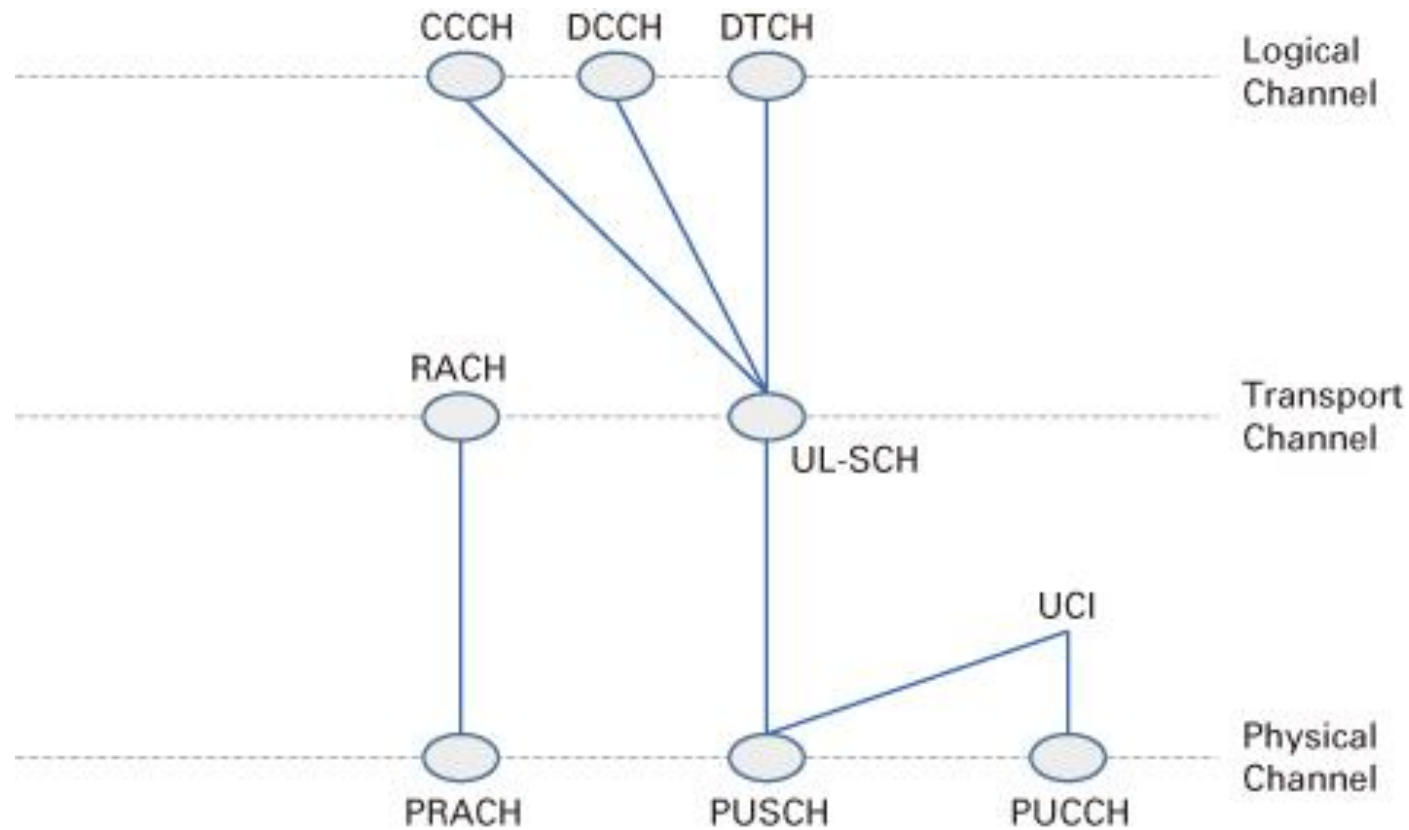 CCCH DCCH DTCH
Logical
Channel
RACH
Transport
Channel
UL-SCH
UCI
Physical
Channel
PRACH PUSCH PUCCH